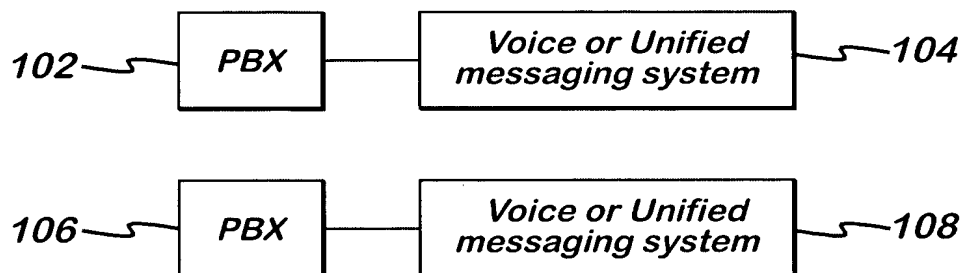 102 PBX Voice or Unified 104
messaging system
106 PBX Voice or Unified 108
messaging system